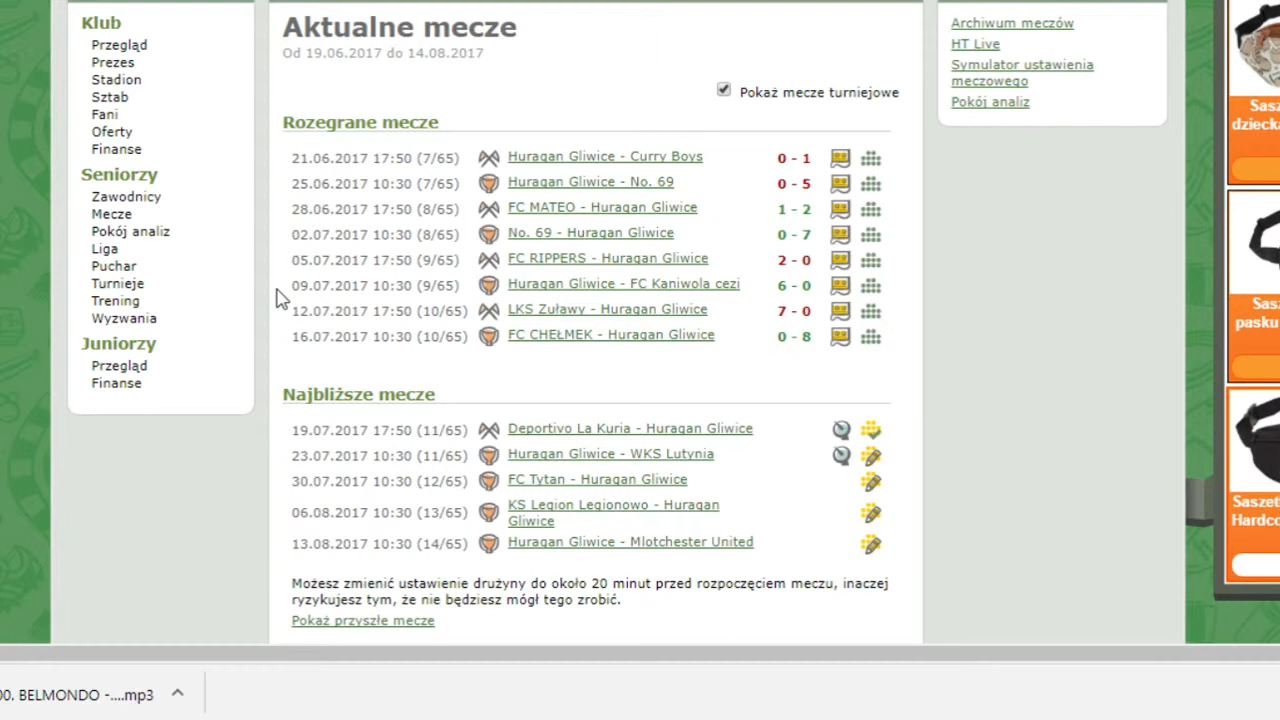 Klub
Przegląd
Prezes
Stadion
Sztab
Fani
Oferty
Finanse
Seniorzy
Zawodnicy
Mecze
Pokój analiz
Liga
Puchar
Turnieje
Trening
Wyzwania
Juniorzy
Przegląd
Finanse
Aktualne mecze
Od 19.06.2017 do 14.08.2017
Pokaż mecze turniejowe
Rozegrane mecze
21.06.2017 17:50 (7/65) Huragan Gliwice - Curry Boys 0 - 1
25.06.2017 10:30 (7/65) Huragan Gliwice - No. 69 0 - 5
28.06.2017 17:50 (8/65) FC MATEO - Huragan Gliwice 1 - 2
02.07.2017 10:30 (8/65) No. 69 - Huragan Gliwice 0 - 7
05.07.2017 17:50 (9/65) FC RIPPERS - Huragan Gliwice 2 - 0
09.07.2017 10:30 (9/65) Huragan Gliwice - FC Kaniwola cezi 6 - 0
12.07.2017 17:50 (10/65) LKS Zuławy - Huragan Gliwice 7 - 0
16.07.2017 10:30 (10/65) FC CHEŁMEK - Huragan Gliwice 0 - 8
Najbliższe mecze
19.07.2017 17:50 (11/65) Deportivo La Kuria - Huragan Gliwice
23.07.2017 10:30 (11/65) Huragan Gliwice - WKS Lutynia
30.07.2017 10:30 (12/65) FC Tytan - Huragan Gliwice
06.08.2017 10:30 (13/65) KS Legion Legionowo - Huragan
Gliwice
13.08.2017 10:30 (14/65) Huragan Gliwice - Mlotchester United
Możesz zmienić ustawienie drużyny do około 20 minut przed rozpoczęciem meczu, inaczej
ryzykujesz tym, że nie będziesz mógł tego zrobić.
Pokaż przyszłe mecze
Archiwum meczów
HT Live
Symulator ustawienia
meczowego
Pokój analiz
Sasz
dziecka
Sasz
pasku
Saszet
Hardco
00. BELMONDO -....mp3